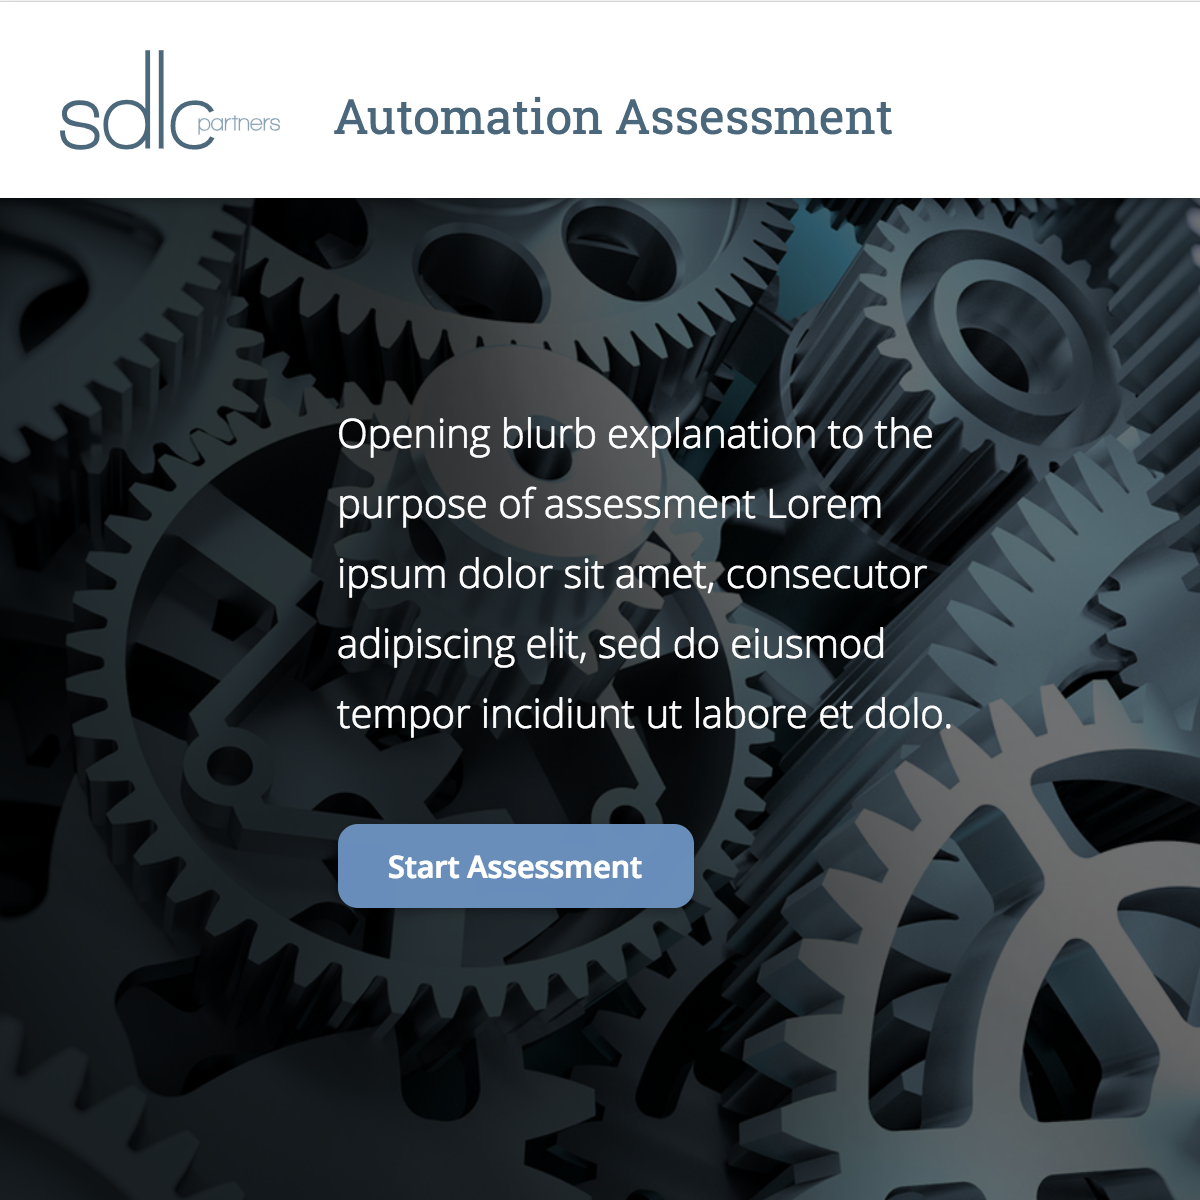 sdlc partners
Automation Assessment
Opening blurb explanation to the
purpose of assessment Lorem
ipsum dolor sit amet, consecutor
adipiscing elit, sed do eiusmod
tempor incidiunt ut labore et dolo.
Start Assessment